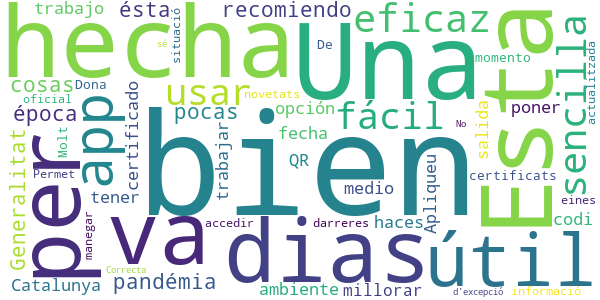 trabajo
ésta
recomiendo
situació
hecha
sé
De
Una
eficaz
Esta
momento
actualitzada
cosas
Dona
usar
novetats
oficial
época
app
certificado
pocas
opción
fácil
sencilla
poner
salida
Generalitat
Molt
per
fecha
trabajar
QR
bien
No
Permet
tener
medio
Apliqueu
certificats
eines
manegar
va
accedir
dias
darreres
haces
útil
codi
Catalunya
Correcta
pandémia
ambiente
millorar
d'excepció
informació